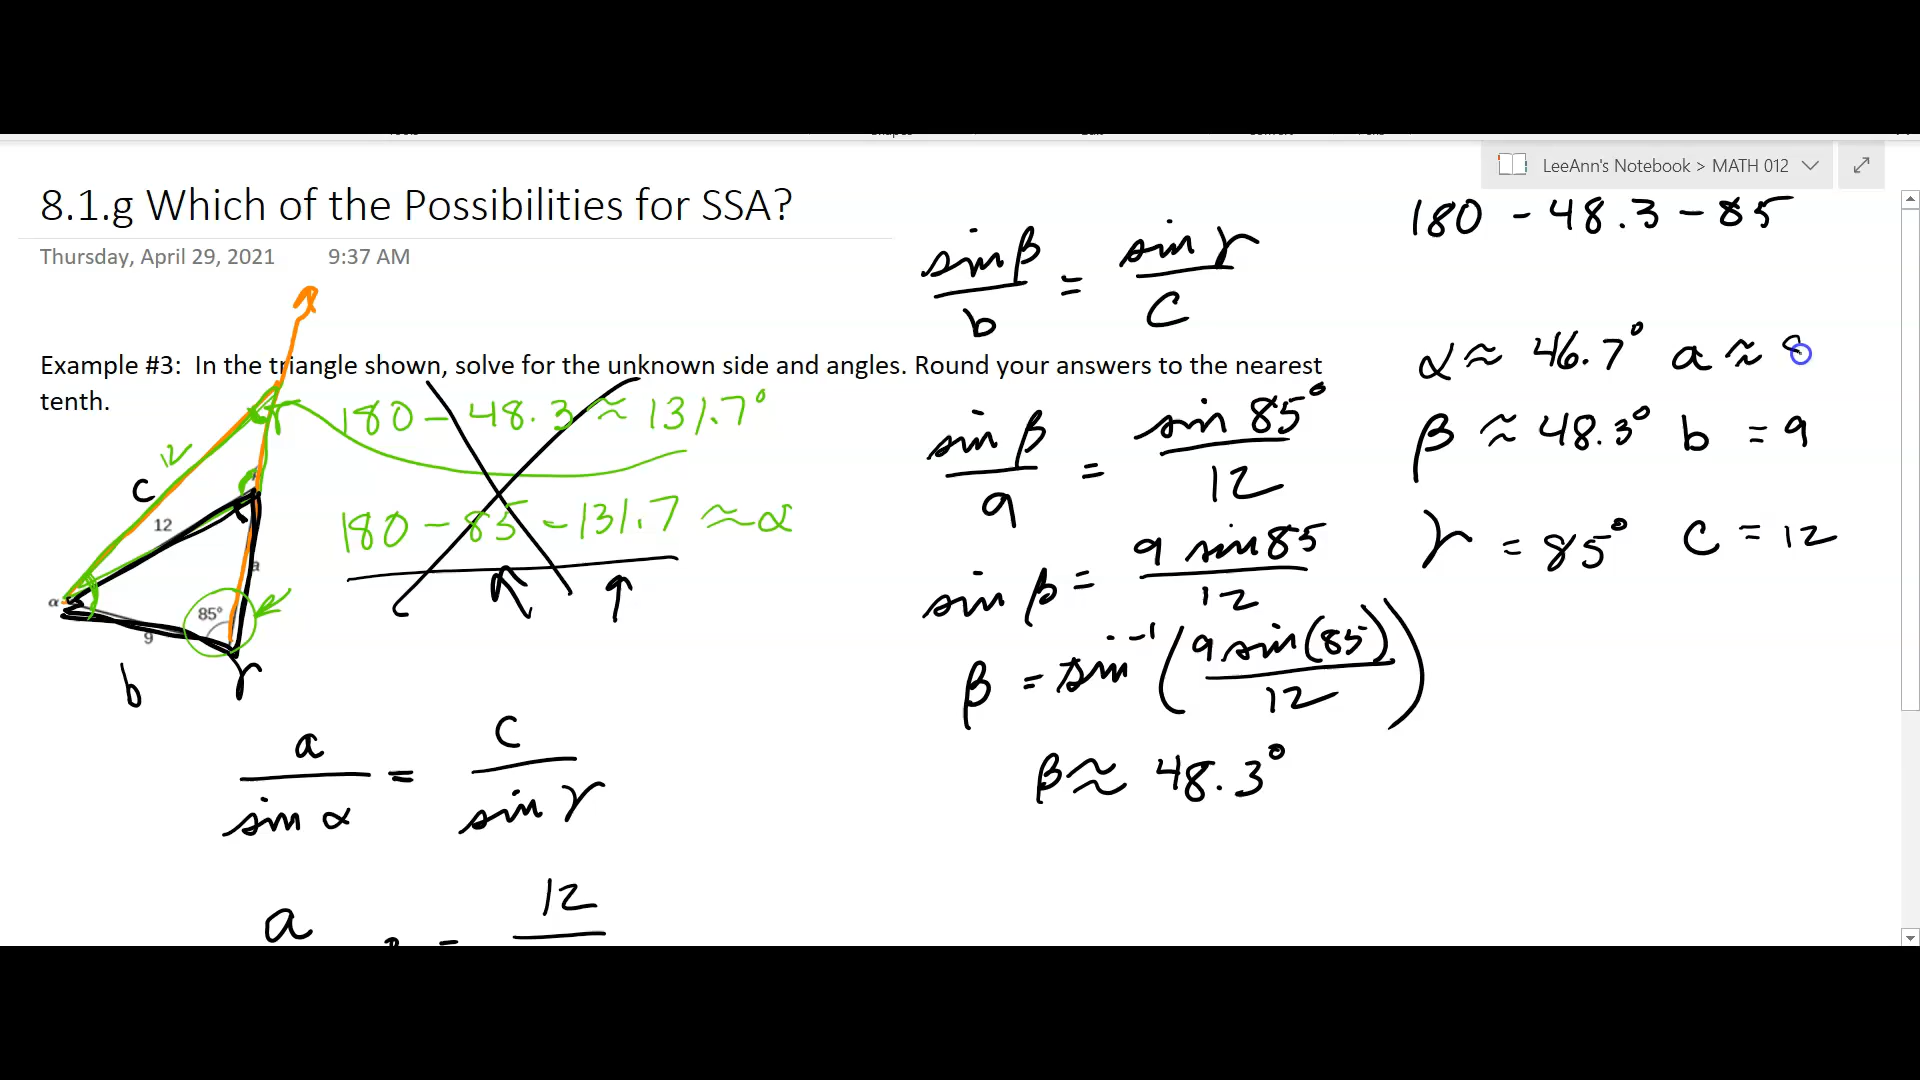 LeeAnn's Notebook > MATH 012
8.1.g Which of the Possibilities for SSA?
Thursday, April 29, 2021 9:37 AM
Example #3: In the triangle shown, solve for the unknown side and angles. Round your answers to the nearest
tenth.
180 - 48.3 ≈ 131.7°
180 - 85 - 131.7 ≈ α
12
c
12
a
α
85°
9
b
γ
a / sin α = c / sin γ
a
= 12
sin β / b = sin γ / c
sin β / 9 = sin 85° / 12
sin β = 9 sin 85 / 12
β = sin⁻¹ (9 sin(85) / 12)
β ≈ 48.3°
180 - 48.3 - 85
α ≈ 46.7° a ≈
β ≈ 48.3° b = 9
γ = 85° c = 12